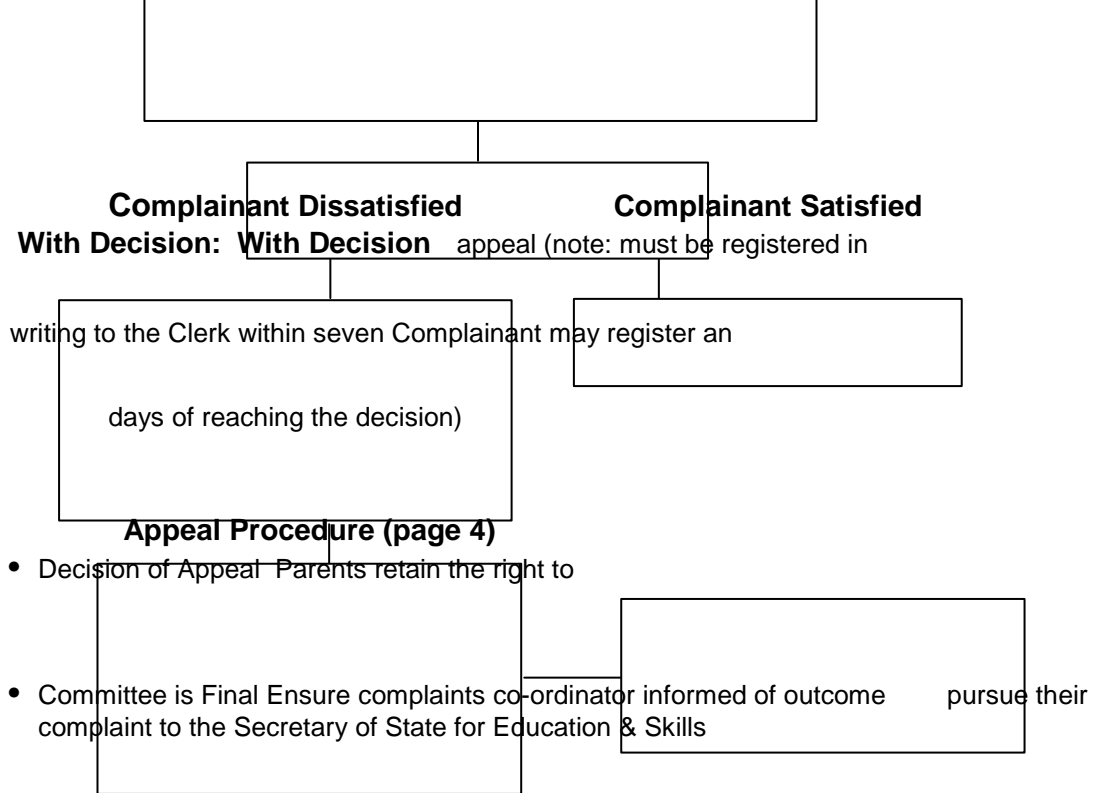 Complainant Dissatisfied Complainant Satisfied
With Decision: With Decision appeal (note: must be registered in
writing to the Clerk within seven Complainant may register an
days of reaching the decision)
Appeal Procedure (page 4)
• Decision of Appeal Parents retain the right to
• Committee is Final Ensure complaints co-ordinator informed of outcome pursue their
complaint to the Secretary of State for Education & Skills